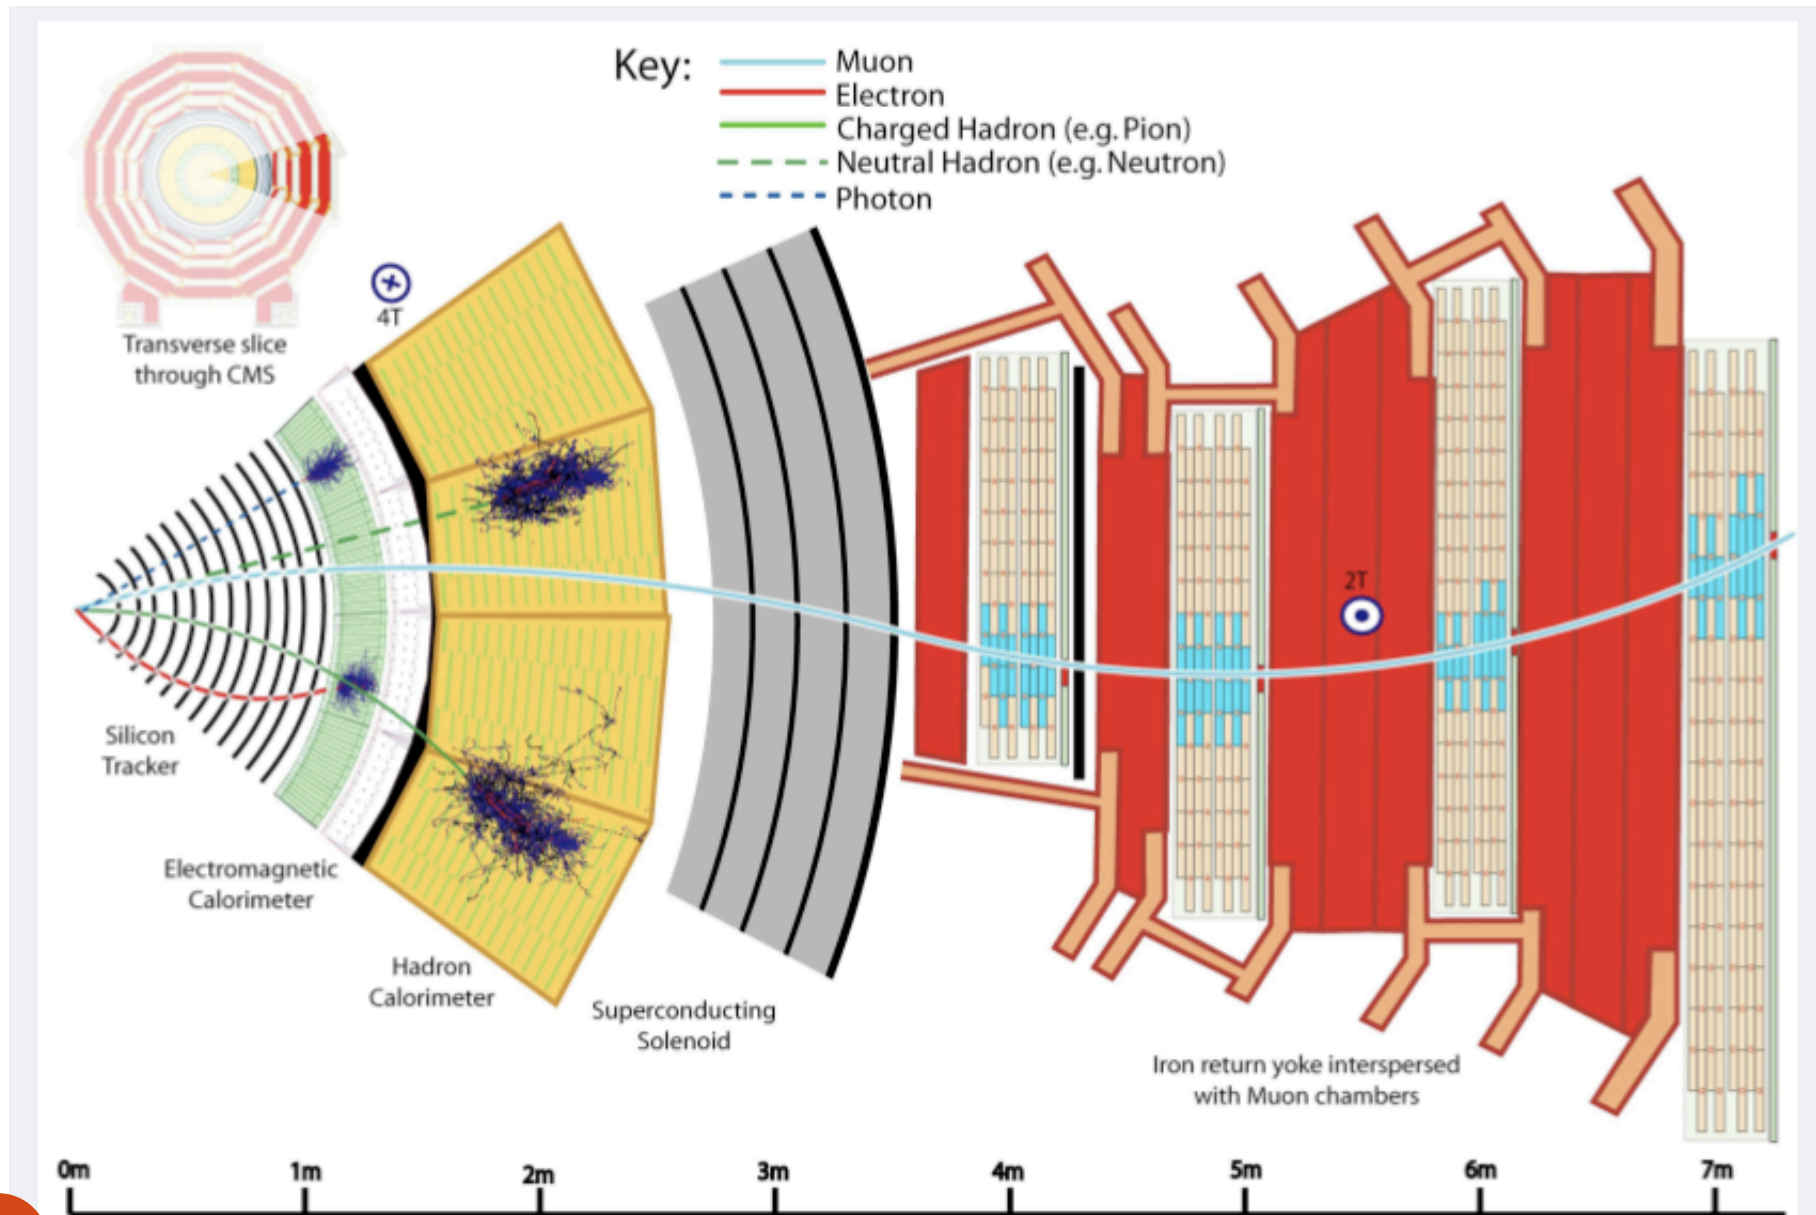 Key:
Muon
Electron
Charged Hadron (e.g. Pion)
Neutral Hadron (e.g. Neutron)
Photon
Transverse slice
through CMS
4T
2T
Silicon
Tracker
Electromagnetic
Calorimeter
Hadron
Calorimeter
Superconducting
Solenoid
Iron return yoke interspersed
with Muon chambers
0m 1m 2m 3m 4m 5m 6m 7m